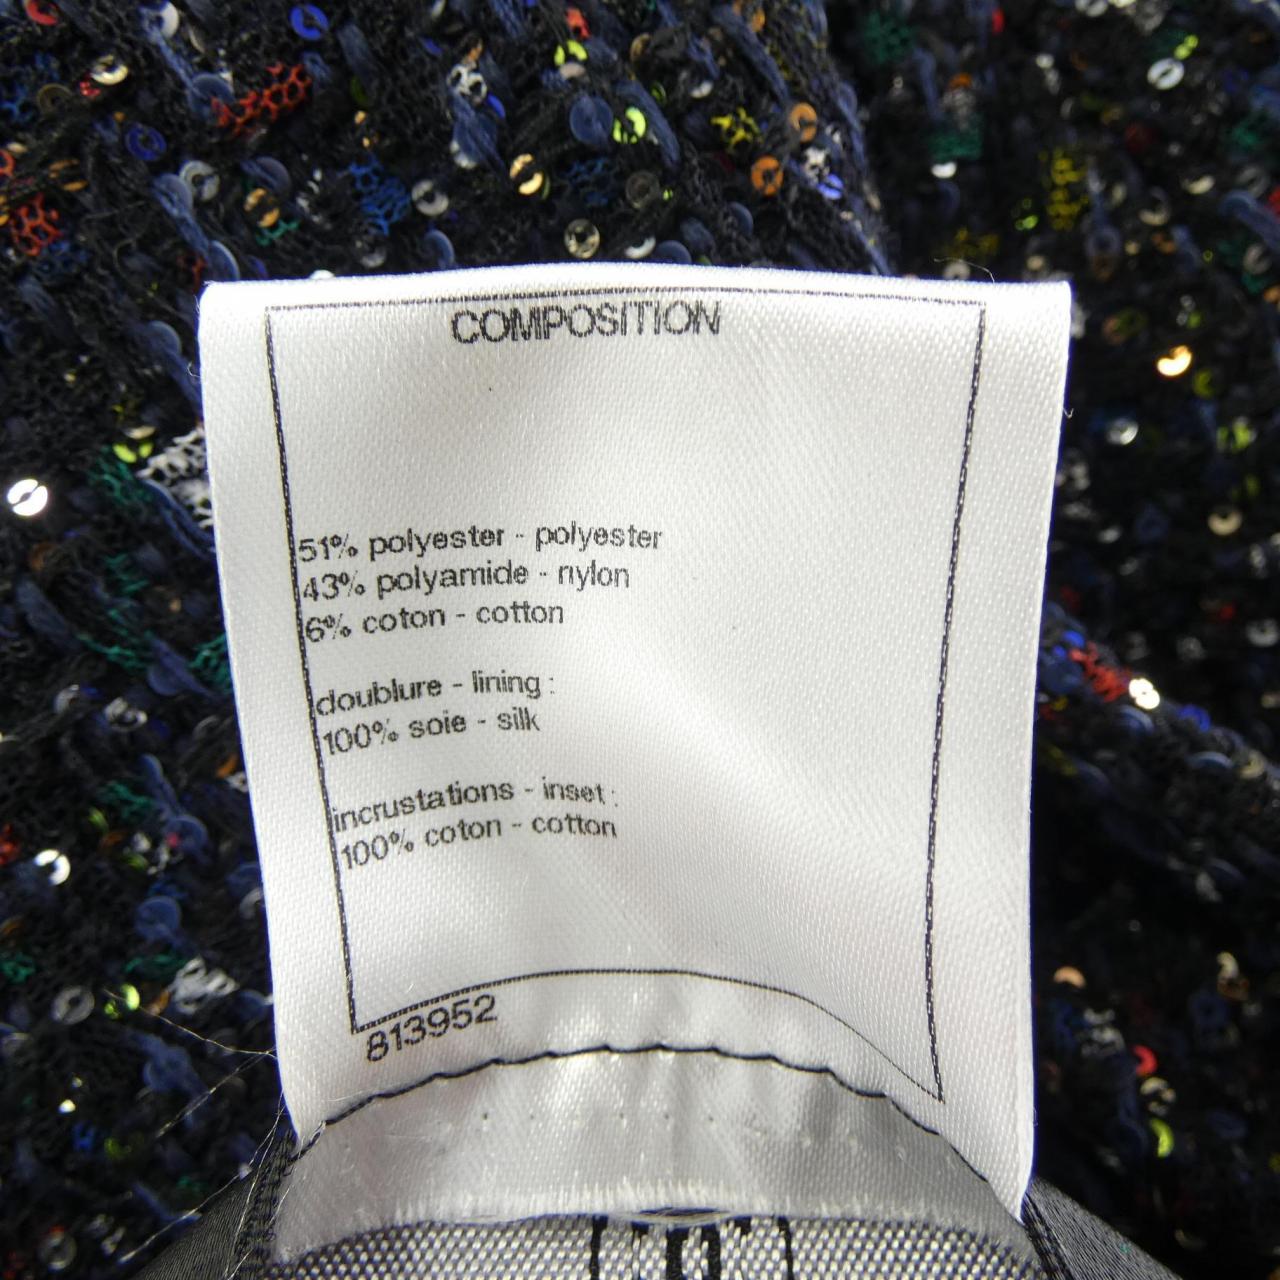 COMPOSITION
51% polyester - polyester
43% polyamide - nylon
6% coton - cotton
doublure - lining :
100% soie - silk
incrustations - inset :
100% coton - cotton
813952